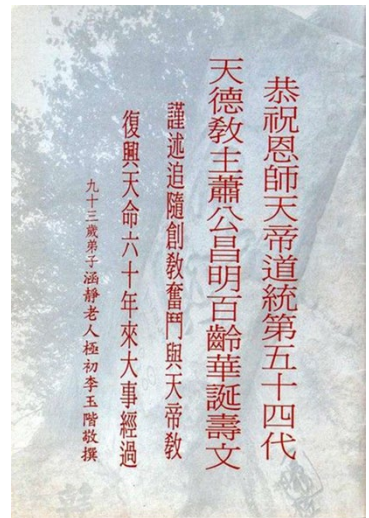 恭祝恩師天帝道統第五十四代
天德教主蕭公昌明百齡華誕壽文
謹述追隨創教奮鬥與天帝教
復興天命六十年來大事經過
九十三歲弟子涵靜老人極初李玉階敬撰